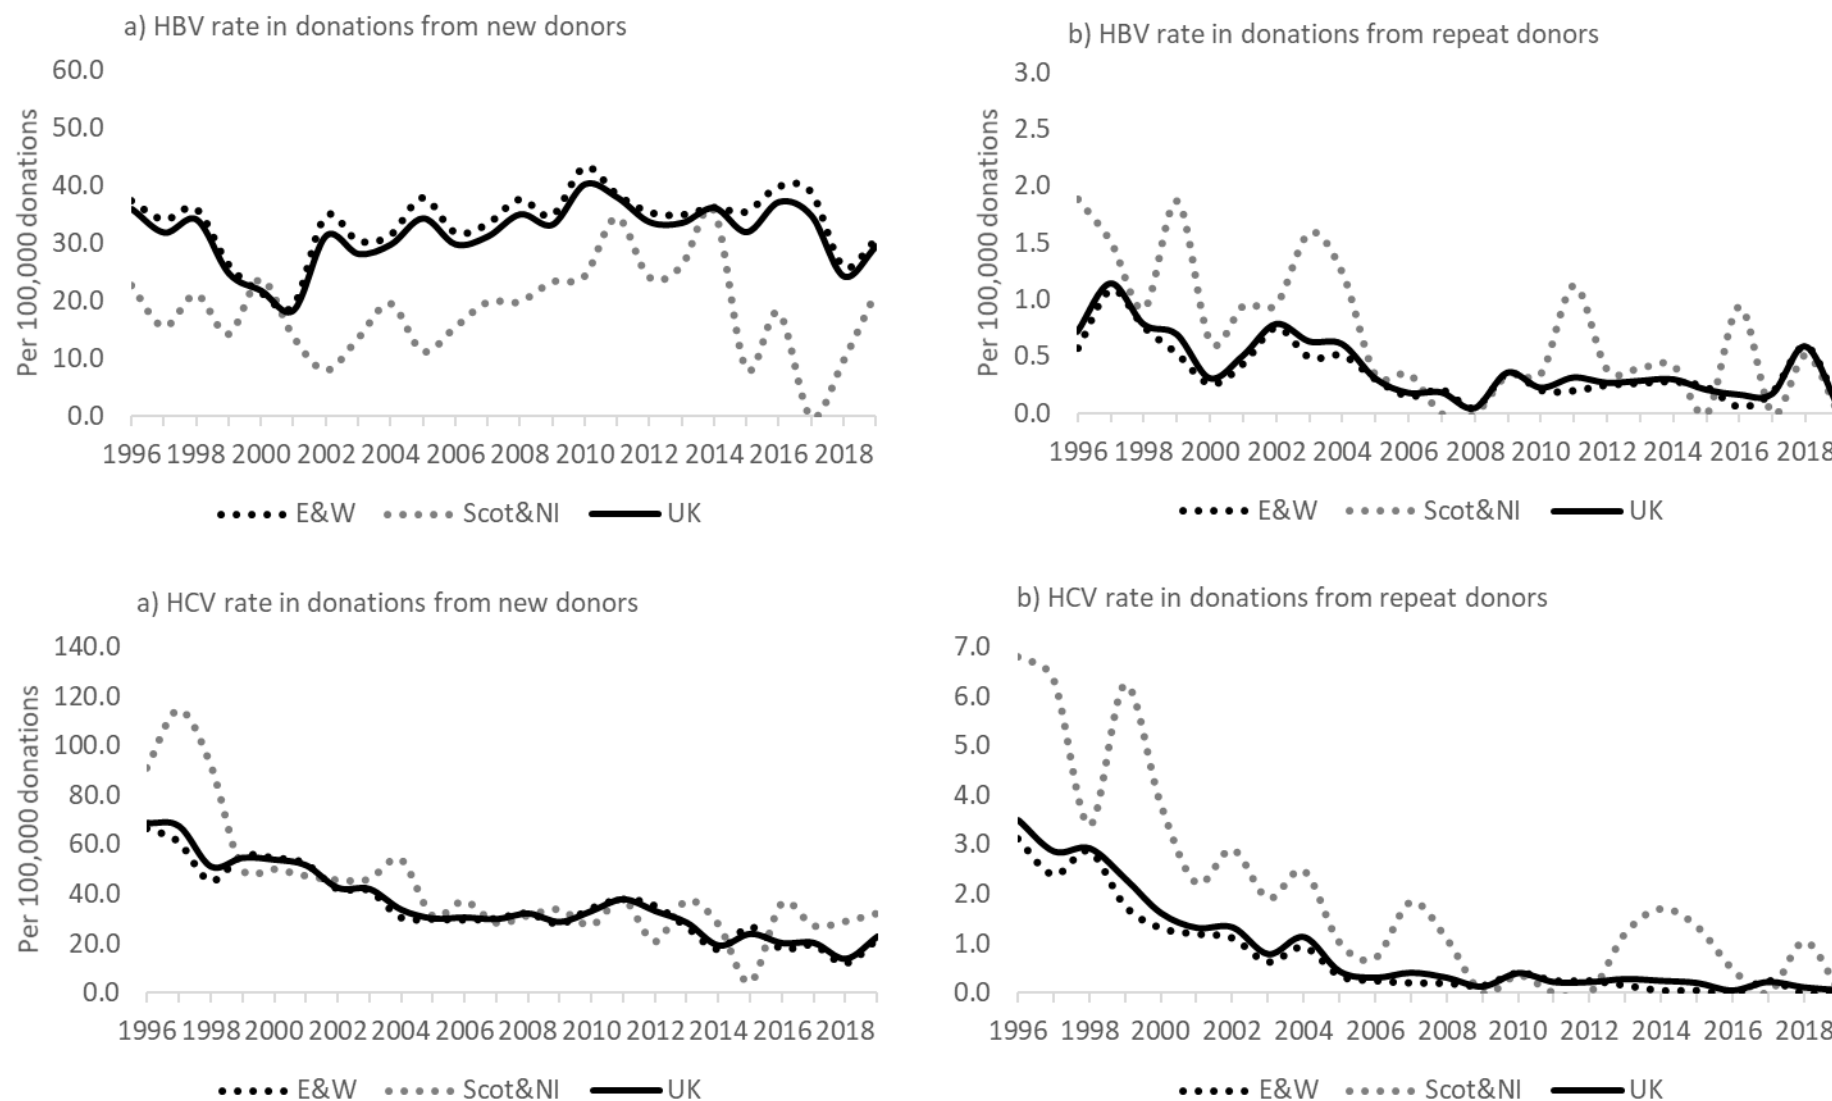 a) HBV rate in donations from new donors
Per 100,000 donations
60.0
50.0
40.0
30.0
20.0
10.0
0.0
1996 1998 2000 2002 2004 2006 2008 2010 2012 2014 2016 2018
E&W Scot&NI UK
b) HBV rate in donations from repeat donors
Per 100,000 donations
3.0
2.5
2.0
1.5
1.0
0.5
0.0
1996 1998 2000 2002 2004 2006 2008 2010 2012 2014 2016 2018
E&W Scot&NI UK
a) HCV rate in donations from new donors
Per 100,000 donations
140.0
120.0
100.0
80.0
60.0
40.0
20.0
0.0
1996 1998 2000 2002 2004 2006 2008 2010 2012 2014 2016 2018
E&W Scot&NI UK
b) HCV rate in donations from repeat donors
7.0
6.0
5.0
4.0
3.0
2.0
1.0
0.0
1996 1998 2000 2002 2004 2006 2008 2010 2012 2014 2016 2018
E&W Scot&NI UK